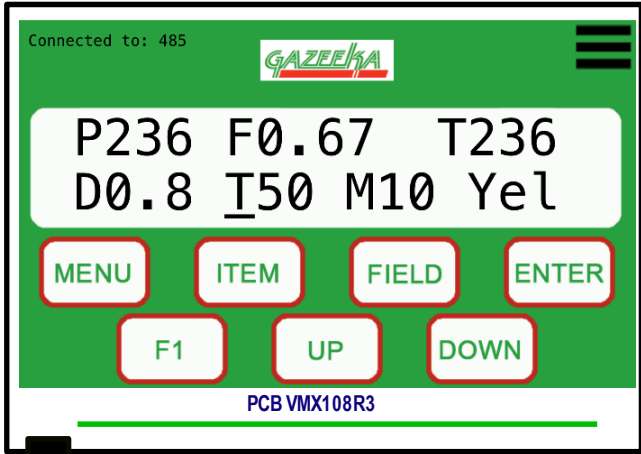 Connected to: 485
GAZEEKA
P236 F0.67 T236
D0.8 T50 M10 Yel
MENU ITEM FIELD ENTER
F1 UP DOWN
PCB VMX108R3